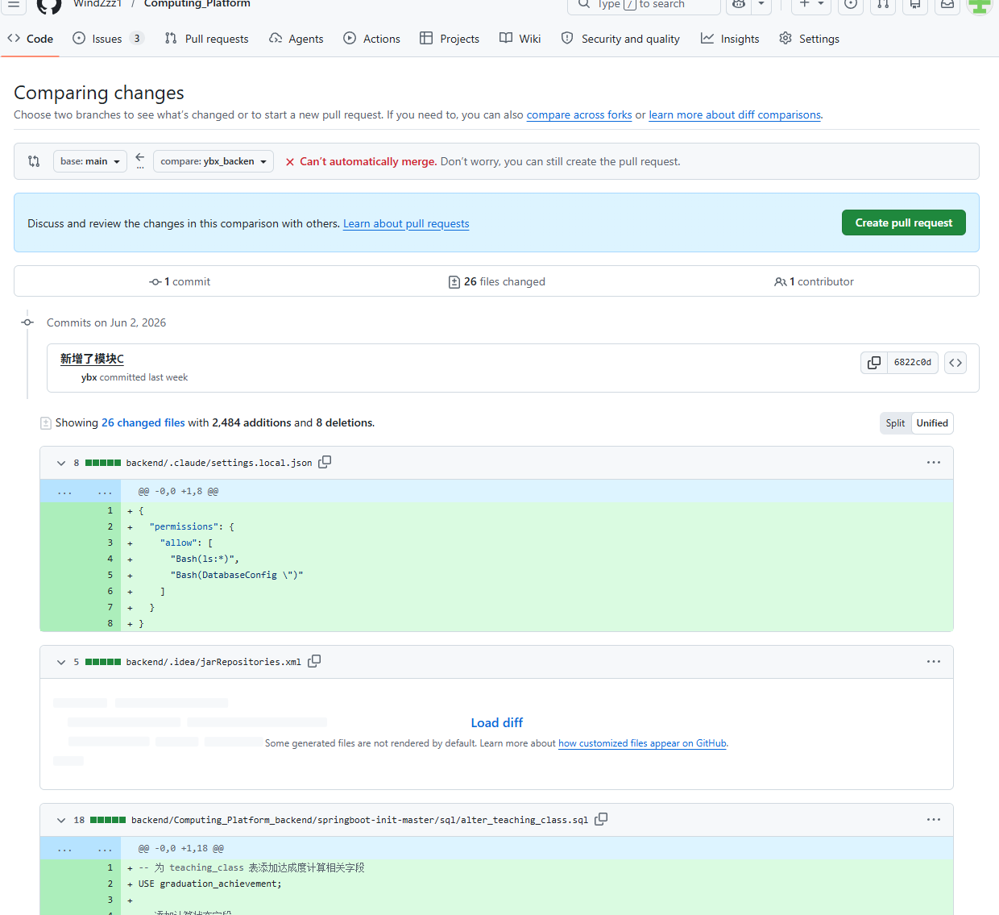 WindZzz1 / Computing_Platform
Type / to search
Code
Issues 3
Pull requests
Agents
Actions
Projects
Wiki
Security and quality
Insights
Settings
Comparing changes
Choose two branches to see what's changed or to start a new pull request. If you need to, you can also compare across forks or learn more about diff comparisons.
base: main
...
compare: ybx_backen
Can't automatically merge. Don't worry, you can still create the pull request.
Discuss and review the changes in this comparison with others. Learn about pull requests
Create pull request
1 commit
26 files changed
1 contributor
Commits on Jun 2, 2026
新增了模块C
ybx committed last week
6822c0d
Showing 26 changed files with 2,484 additions and 8 deletions.
Split Unified
8 backend/.claude/settings.local.json
... ... @@ -0,0 +1,8 @@
1 + {
2 + "permissions": {
3 + "allow": [
4 + "Bash(ls:*)",
5 + "Bash(DatabaseConfig \")"
6 + ]
7 + }
8 + }
5 backend/.idea/jarRepositories.xml
Load diff
Some generated files are not rendered by default. Learn more about how customized files appear on GitHub.
18 backend/Computing_Platform_backend/springboot-init-master/sql/alter_teaching_class.sql
... ... @@ -0,0 +1,18 @@
1 + -- 为 teaching_class 表添加达成度计算相关字段
2 + USE graduation_achievement;
3 +